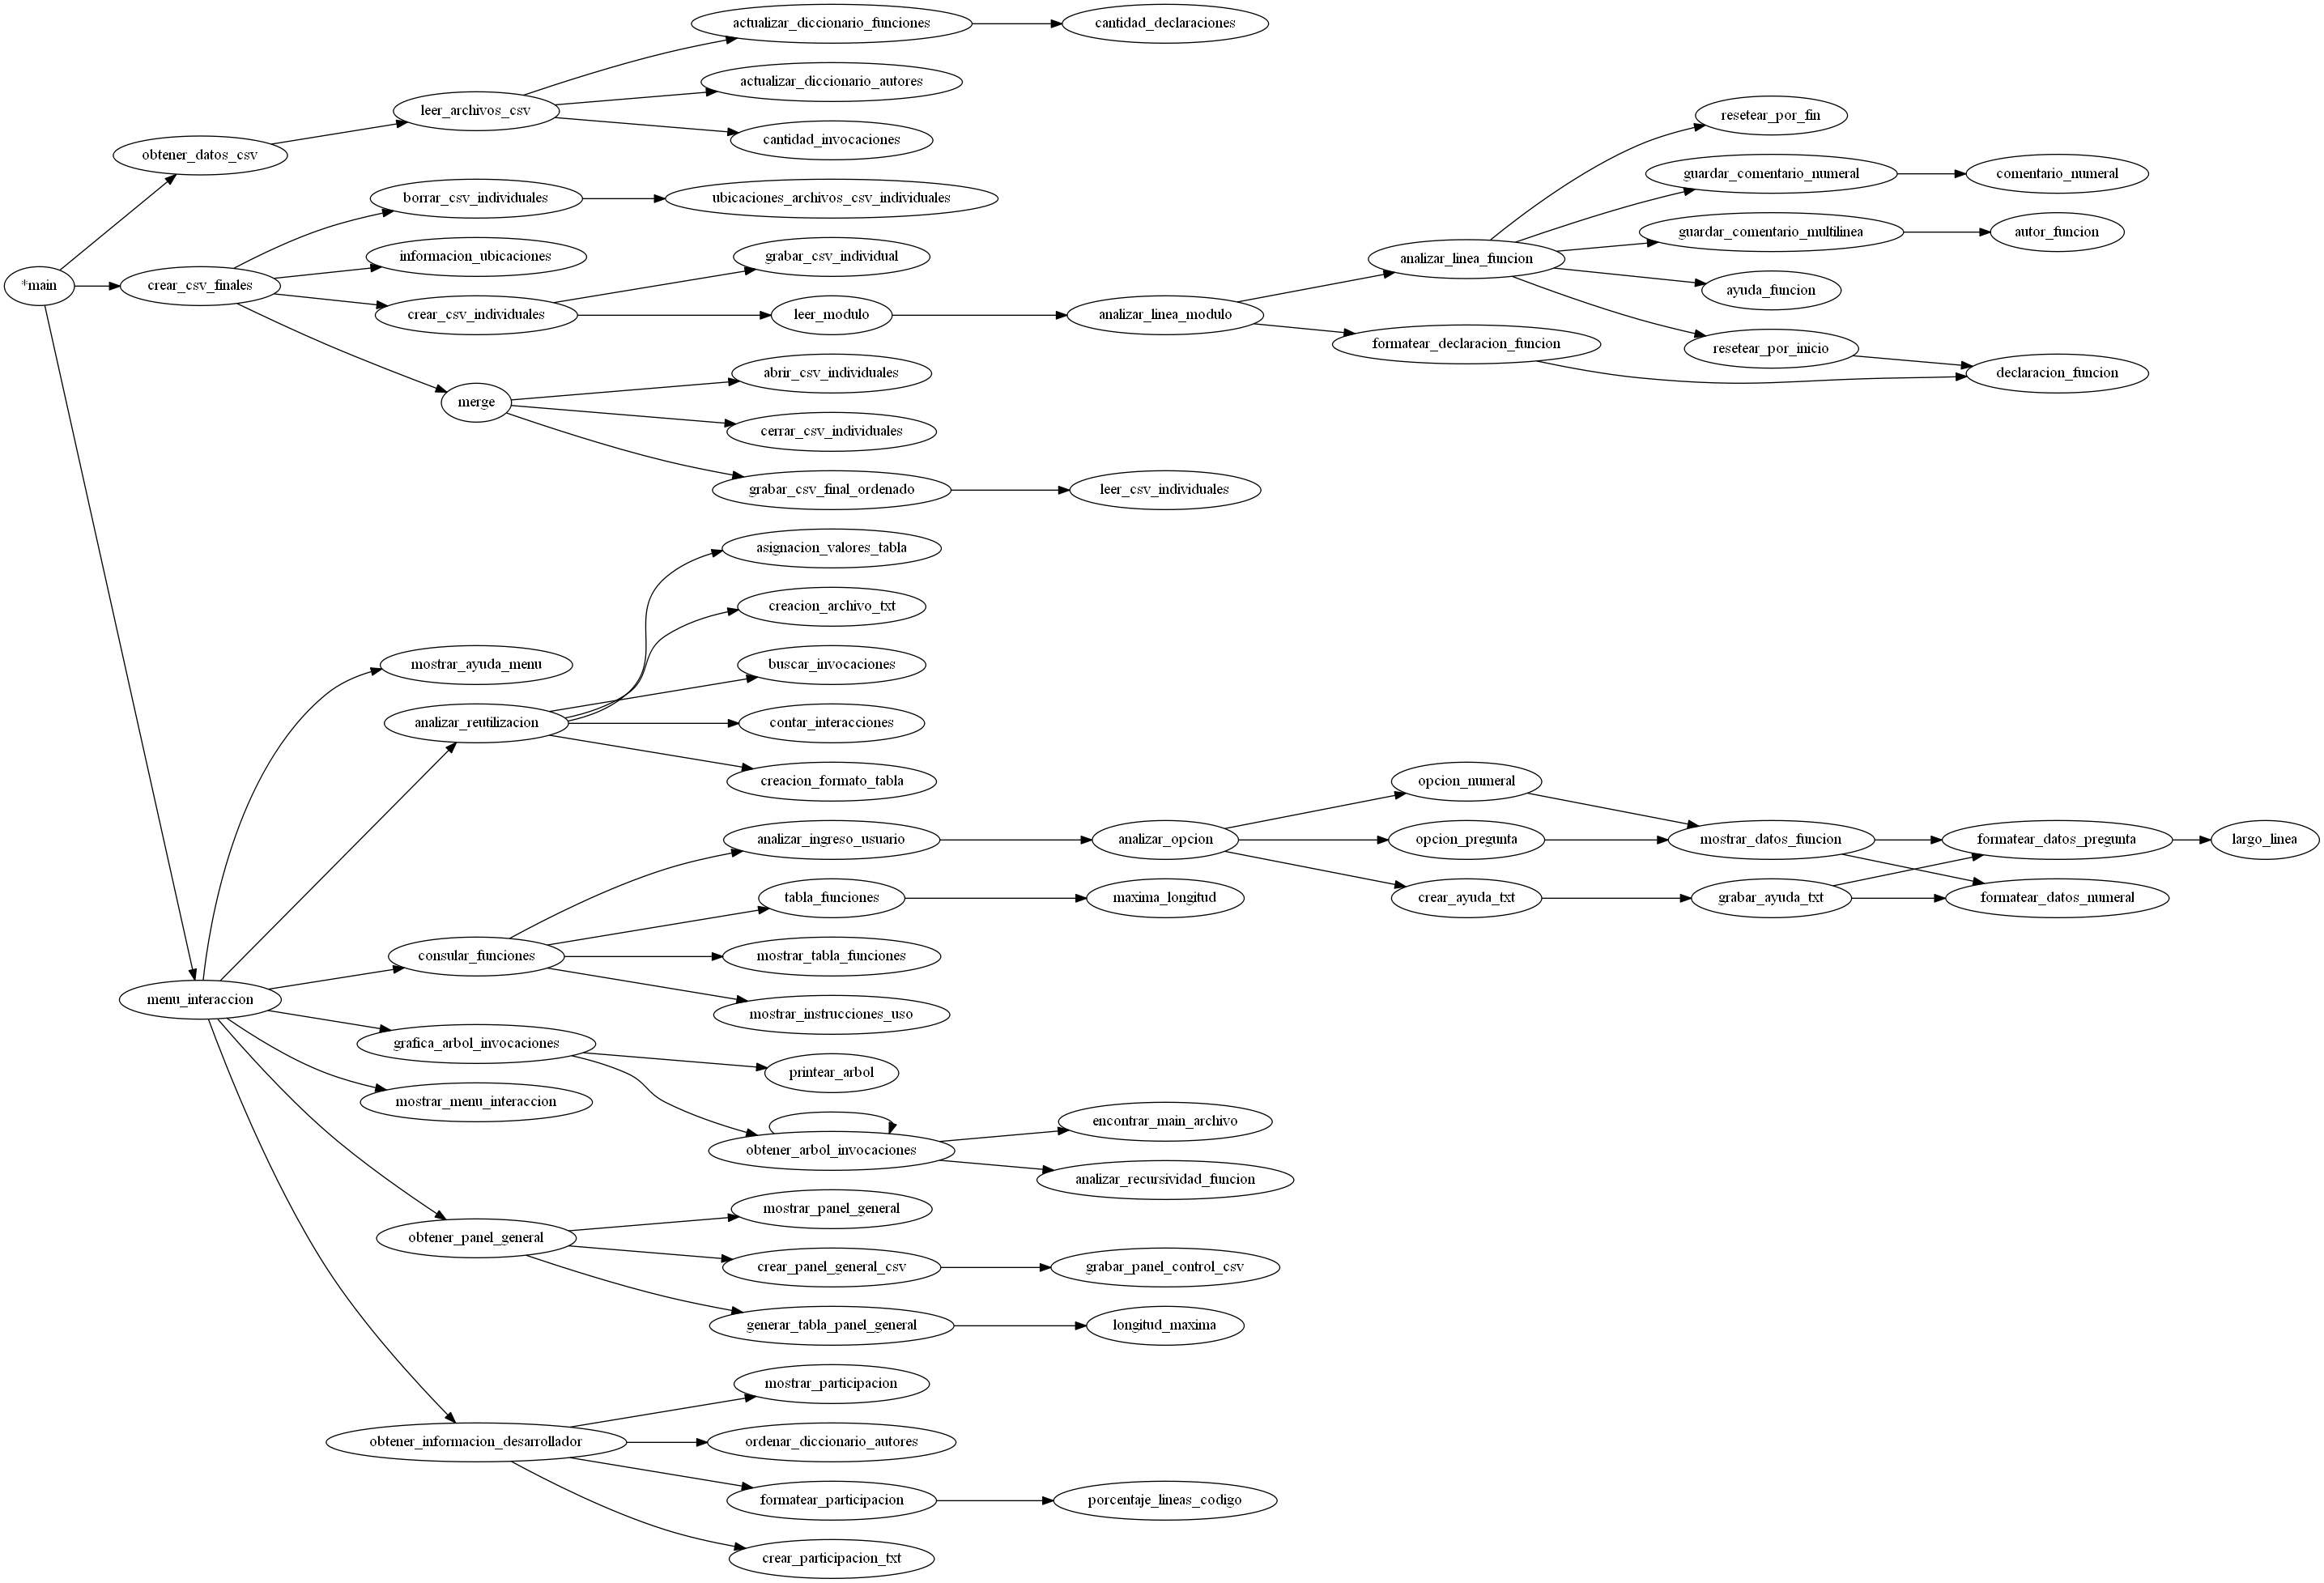 *main
obtener_datos_csv
leer_archivos_csv
actualizar_diccionario_funciones
cantidad_declaraciones
actualizar_diccionario_autores
cantidad_invocaciones
crear_csv_finales
borrar_csv_individuales
ubicaciones_archivos_csv_individuales
informacion_ubicaciones
crear_csv_individuales
grabar_csv_individual
leer_modulo
analizar_linea_modulo
analizar_linea_funcion
resetear_por_fin
guardar_comentario_numeral
comentario_numeral
guardar_comentario_multilinea
autor_funcion
ayuda_funcion
resetear_por_inicio
formatear_declaracion_funcion
declaracion_funcion
merge
abrir_csv_individuales
cerrar_csv_individuales
grabar_csv_final_ordenado
leer_csv_individuales
menu_interaccion
mostrar_ayuda_menu
analizar_reutilizacion
asignacion_valores_tabla
creacion_archivo_txt
buscar_invocaciones
contar_interacciones
creacion_formato_tabla
consular_funciones
analizar_ingreso_usuario
analizar_opcion
opcion_numeral
opcion_pregunta
crear_ayuda_txt
mostrar_datos_funcion
grabar_ayuda_txt
formatear_datos_pregunta
formatear_datos_numeral
largo_linea
tabla_funciones
maxima_longitud
mostrar_tabla_funciones
mostrar_instrucciones_uso
grafica_arbol_invocaciones
printear_arbol
obtener_arbol_invocaciones
encontrar_main_archivo
analizar_recursividad_funcion
mostrar_menu_interaccion
obtener_panel_general
mostrar_panel_general
crear_panel_general_csv
grabar_panel_control_csv
generar_tabla_panel_general
longitud_maxima
obtener_informacion_desarrollador
mostrar_participacion
ordenar_diccionario_autores
formatear_participacion
porcentaje_lineas_codigo
crear_participacion_txt